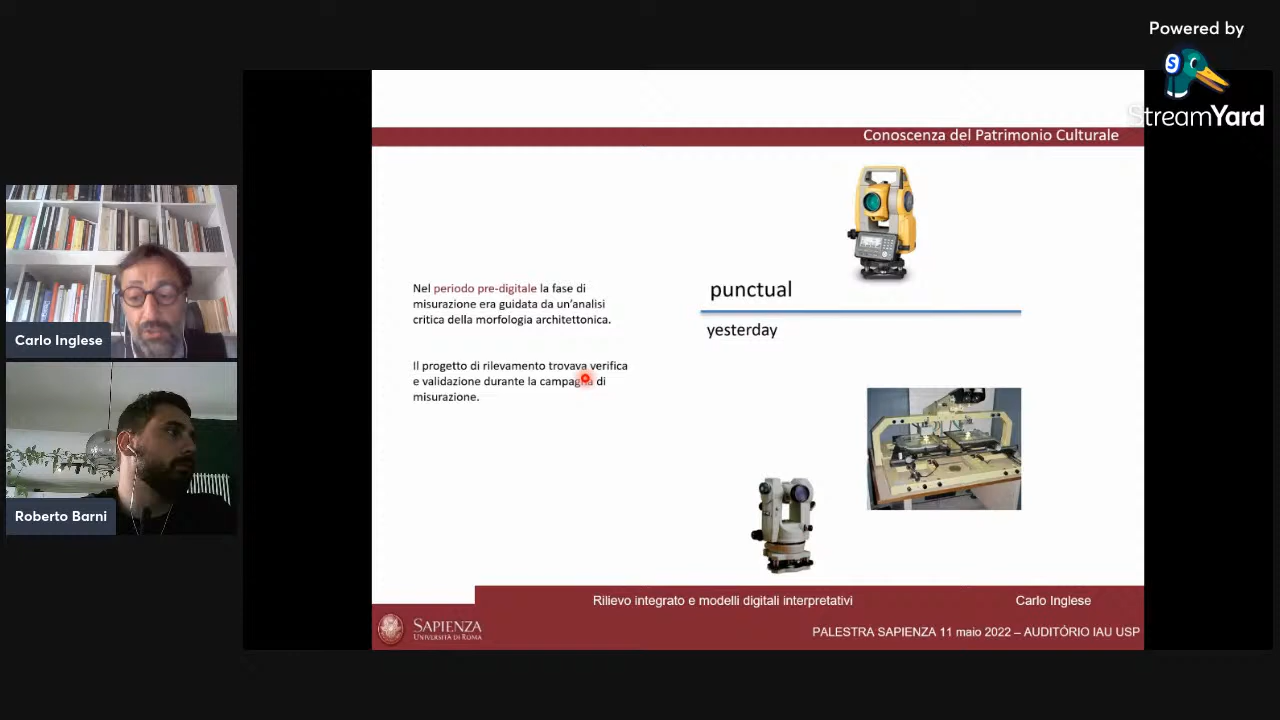 Powered by
StreamYard
Conoscenza del Patrimonio Culturale
Carlo Inglese
Roberto Barni
Nel periodo pre-digitale la fase di
misurazione era guidata da un'analisi
critica della morfologia architettonica.
Il progetto di rilevamento trovava verifica
e validazione durante la campagna di
misurazione.
punctual
yesterday
Rilievo integrato e modelli digitali interpretativi
Carlo Inglese
SAPIENZA
UNIVERSITÀ DI ROMA
PALESTRA SAPIENZA 11 maio 2022 – AUDITÓRIO IAU USP